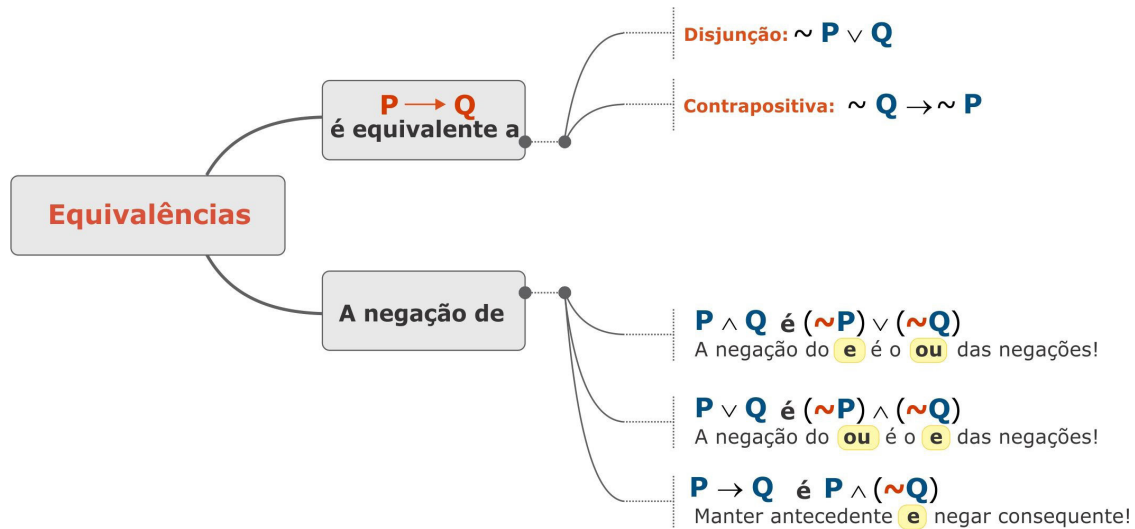 Equivalências
P → Q
é equivalente a
Disjunção: ~ P ∨ Q
Contrapositiva: ~ Q → ~ P
A negação de
P ∧ Q é (~P) ∨ (~Q)
A negação do e é o ou das negações!
P ∨ Q é (~P) ∧ (~Q)
A negação do ou é o e das negações!
P → Q é P ∧ (~Q)
Manter antecedente e negar consequente!